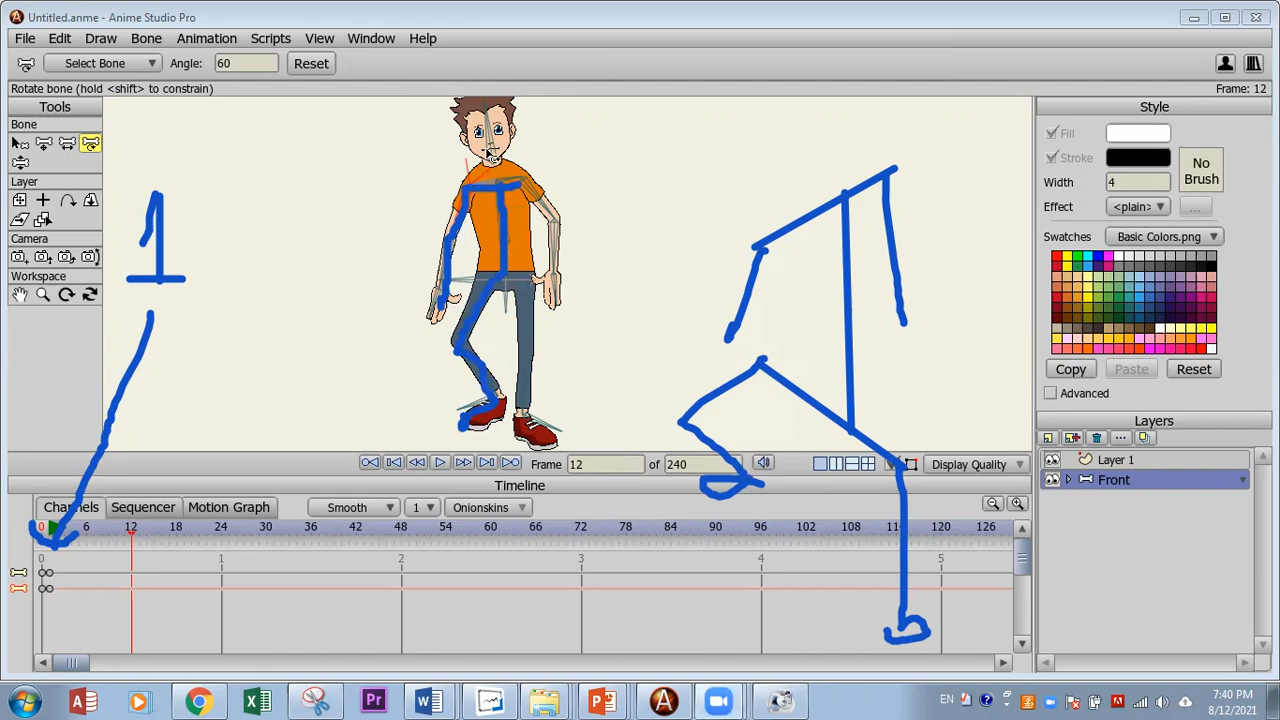 Untitled.anme - Anime Studio Pro
File Edit Draw Bone Animation Scripts View Window Help
Select Bone Angle: 60 Reset
Rotate bone (hold <shift> to constrain) Frame: 12
Tools Style
Bone
Fill
Stroke No Brush
Layer
Width 4
Effect <plain> ...
Swatches Basic Colors.png
Camera
Workspace
1
Copy Paste Reset
Advanced
Layers
Layer 1
Frame 12 of 240 Display Quality
Front
Timeline
Channels Sequencer Motion Graph Smooth 1 Onionskins
0 6 12 18 24 30 36 42 48 54 60 66 72 78 84 90 96 102 108 114 120 126
0 1 2 3 4 5
EN 7:40 PM
8/12/2021